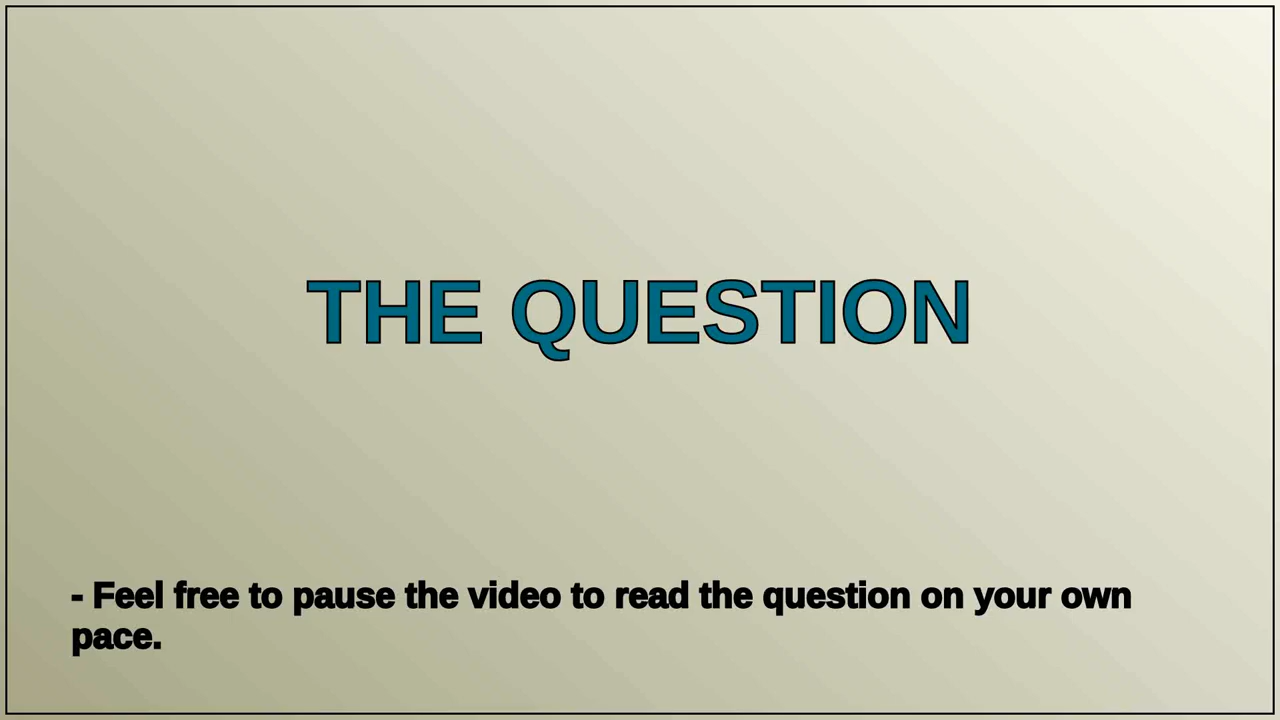 THE QUESTION
- Feel free to pause the video to read the question on your own
pace.